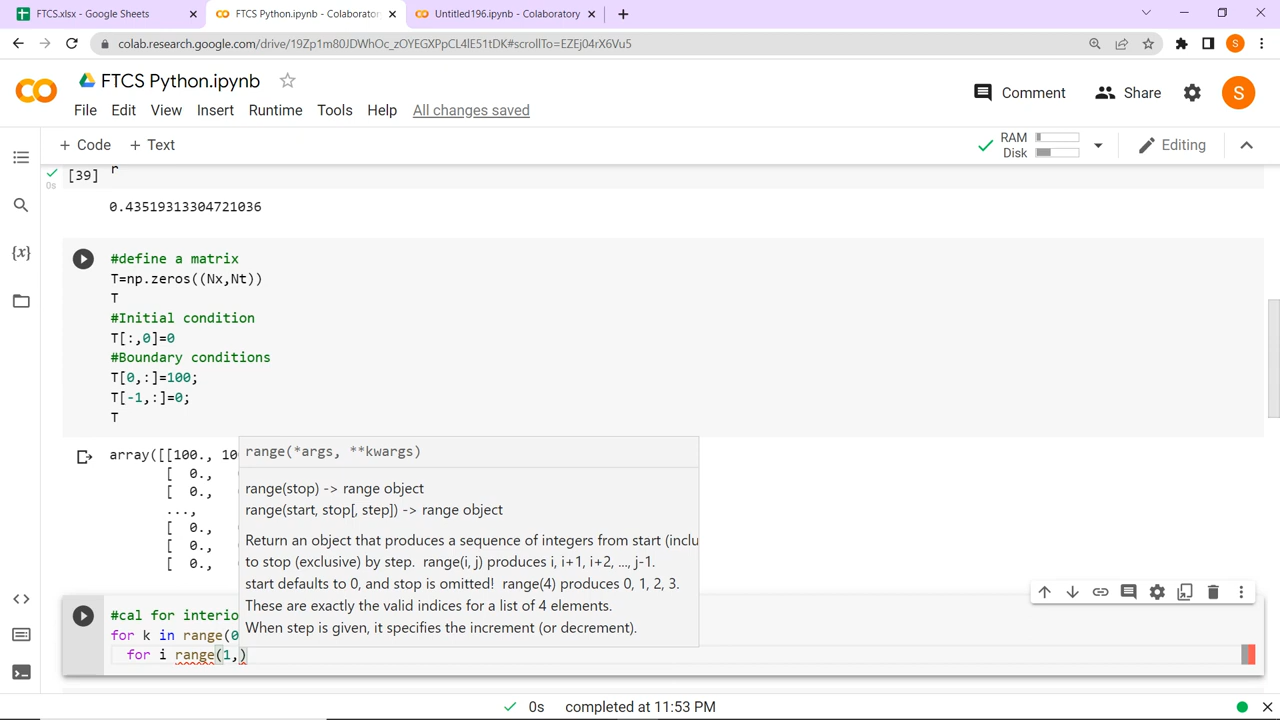 FTCS.xlsx - Google Sheets
FTCS Python.ipynb - Colaborator
Untitled196.ipynb - Colaboratory
colab.research.google.com/drive/19Zp1m80JDWhOc_zOYEGXPpCL4lE51tDK#scrollTo=EZEj04rX6Vu5
S
FTCS Python.ipynb
Comment
Share
S
File Edit View Insert Runtime Tools Help All changes saved
+ Code + Text
RAM
Disk
Editing
[39]
r
0s
0.43519313304721036
{x}
#define a matrix
T=np.zeros((Nx,Nt))
T
#Initial condition
T[:,0]=0
#Boundary conditions
T[0,:]=100;
T[-1,:]=0;
T
array([[100., 10
[ 0.,
[ 0.,
...,
[ 0.,
[ 0.,
[ 0.,
range(*args, **kwargs)
range(stop) -> range object
range(start, stop[, step]) -> range object
Return an object that produces a sequence of integers from start (inclu
to stop (exclusive) by step. range(i, j) produces i, i+1, i+2, ..., j-1.
start defaults to 0, and stop is omitted! range(4) produces 0, 1, 2, 3.
These are exactly the valid indices for a list of 4 elements.
When step is given, it specifies the increment (or decrement).
#cal for interio
for k in range(0
for i range(1,)
0s completed at 11:53 PM